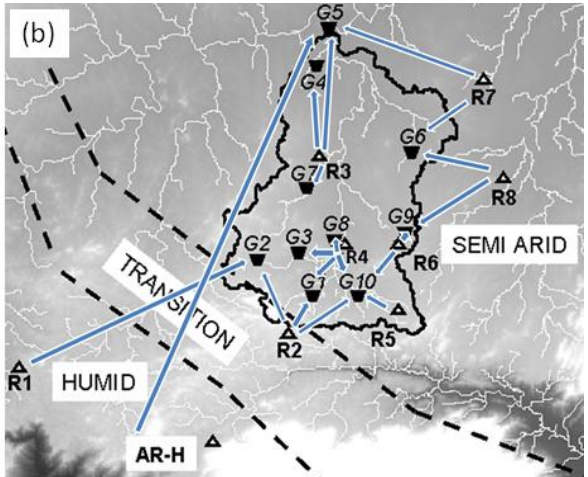 (b)
G5
G4
R7
G6
R3
G7
R8
G9
G8
G2
G3
R4
R6
SEMI ARID
TRANSITION
G1
G10
R5
R2
R1
HUMID
AR-H